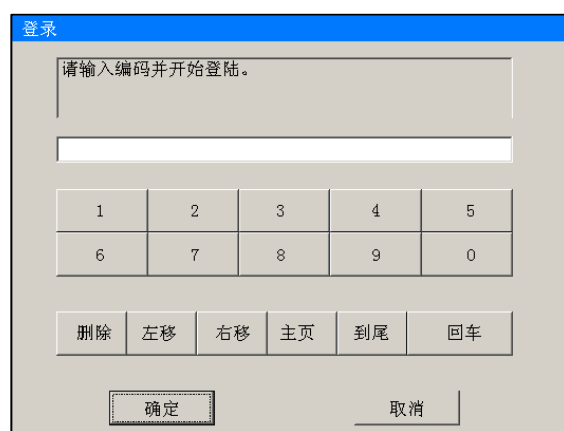 登录
请输入编码并开始登陆。
1 2 3 4 5
6 7 8 9 0
删除 左移 右移 主页 到尾 回车
确定 取消